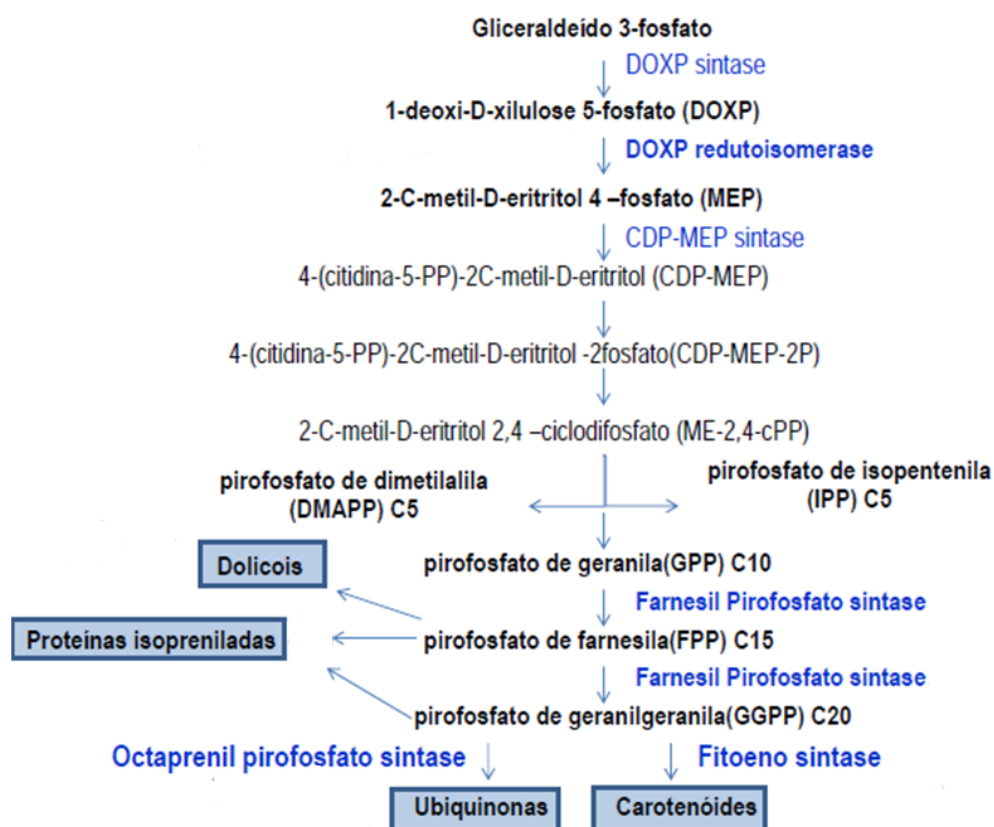 Gliceraldeído 3-fosfato
DOXP sintase
1-deoxi-D-xilulose 5-fosfato (DOXP)
DOXP redutoisomerase
2-C-metil-D-eritritol 4 –fosfato (MEP)
CDP-MEP sintase
4-(citidina-5-PP)-2C-metil-D-eritritol (CDP-MEP)
4-(citidina-5-PP)-2C-metil-D-eritritol -2fosfato(CDP-MEP-2P)
2-C-metil-D-eritritol 2,4 –ciclodifosfato (ME-2,4-cPP)
pirofosfato de dimetilalila
(DMAPP) C5
pirofosfato de isopentenila
(IPP) C5
pirofosfato de geranila(GPP) C10
Dolicois
Farnesil Pirofosfato sintase
Proteínas isopreniladas
pirofosfato de farnesila(FPP) C15
Farnesil Pirofosfato sintase
pirofosfato de geranilgeranila(GGPP) C20
Octaprenil pirofosfato sintase
Fitoeno sintase
Ubiquinonas
Carotenóides